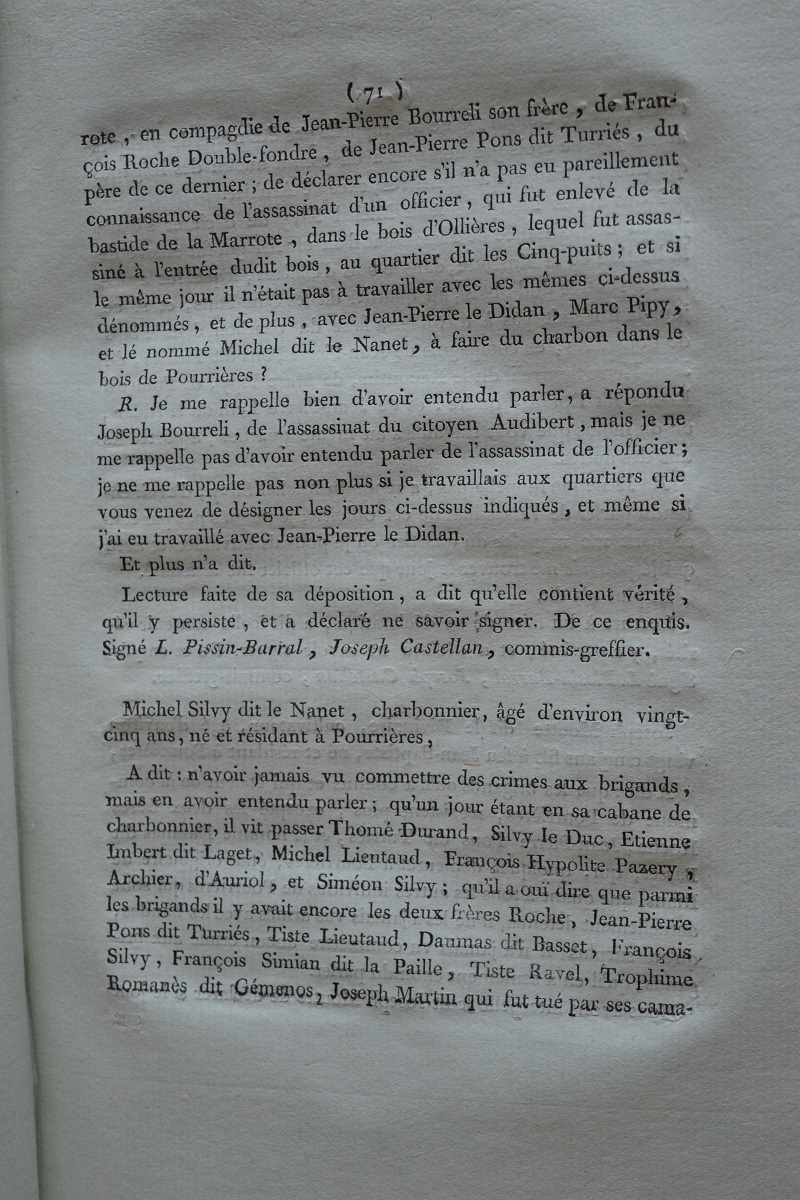 ( 71 )
rote , en compagdie de Jean-Pierre Bourreli son frère , de Fran-
çois Roche Double-fondre , de Jean-Pierre Pons dit Turriés , du
père de ce dernier ; de déclarer encore s'il n'a pas eu pareillement
connaissance de l'assassinat d'un officier , qui fut enlevé de la
bastide de la Marrote , dans le bois d'Ollières , lequel fut assas-
siné à l'entrée dudit bois , au quartier dit les Cinq-puits ; et si
le même jour il n'était pas à travailler avec les mêmes ci-dessus
dénommés , et de plus , avec Jean-Pierre le Didan , Marc Pipy ,
et lé nommé Michel dit le Nanet , à faire du charbon dans le
bois de Pourrières ?
R. Je me rappelle bien d'avoir entendu parler, a répondu
Joseph Bourreli , de l'assassiuat du citoyen Audibert , mais je ne
me rappelle pas d'avoir entendu parler de l'assassinat de l'officier ;
je ne me rappelle pas non plus si je travaillais aux quartiers que
vous venez de désigner les jours ci-dessus indiqués , et même si
j'ai eu travaillé avec Jean-Pierre le Didan.
Et plus n'a dit.
Lecture faite de sa déposition , a dit qu'elle contient vérité ,
qu'il y persiste , et a déclaré ne savoir signer. De ce enquis.
Signé L. Pissin-Barral , Joseph Castellan , commis-greffier.
Michel Silvy dit le Nanet , charbonnier, âgé d'environ vingt-
cinq ans , né et résidant à Pourrières ,
A dit : n'avoir jamais vu commettre des crimes aux brigands ,
mais en avoir entendu parler ; qu'un jour étant en sa cabane de
charbonnier, il vit passer Thomé Durand , Silvy le Duc , Etienne
Imbert dit Laget , Michel Lieutaud , François Hypolite Pazery ,
Archier , d'Auriol , et Siméon Silvy ; qu'il a oui dire que parmi
les brigands il y avait encore les deux frères Roche , Jean-Pierre
Pons dit Turriés , Tiste Lieutaud , Daumas dit Basset , François
Silvy , François Simian dit la Paille , Tiste Ravel , Trophime
Romanès dit Gémenos , Joseph Martin qui fut tué par ses cama-